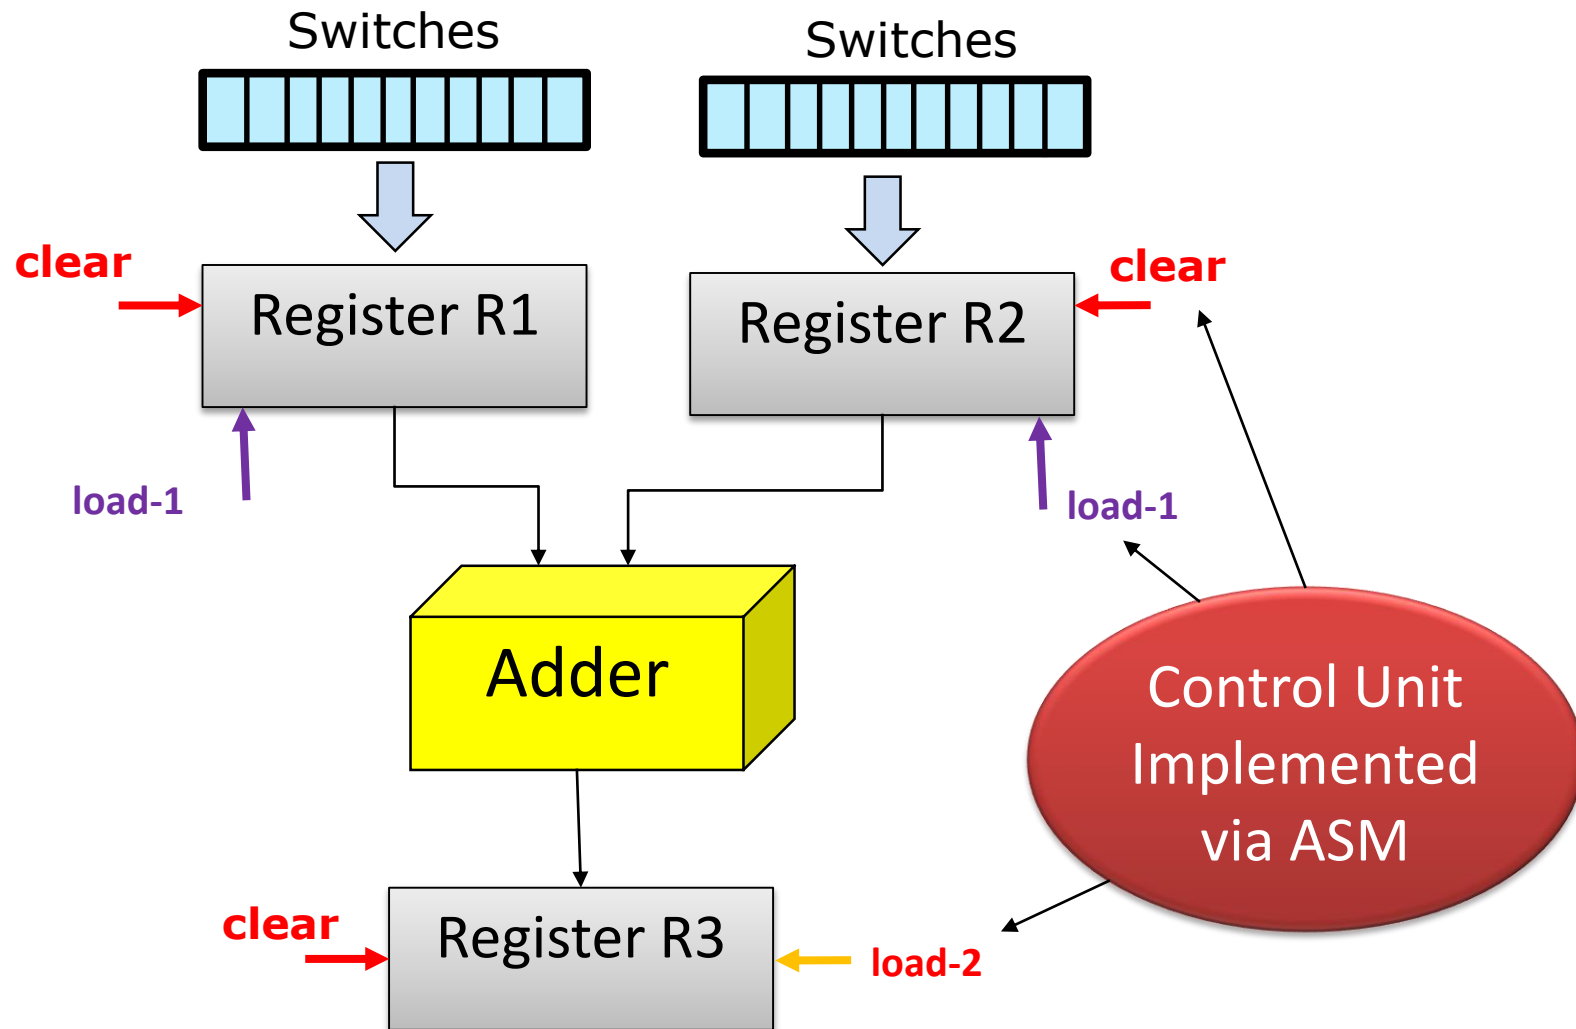 Switches
Switches
clear
clear
Register R1
Register R2
load-1
load-1
Adder
Control Unit
Implemented
via ASM
clear
Register R3
load-2